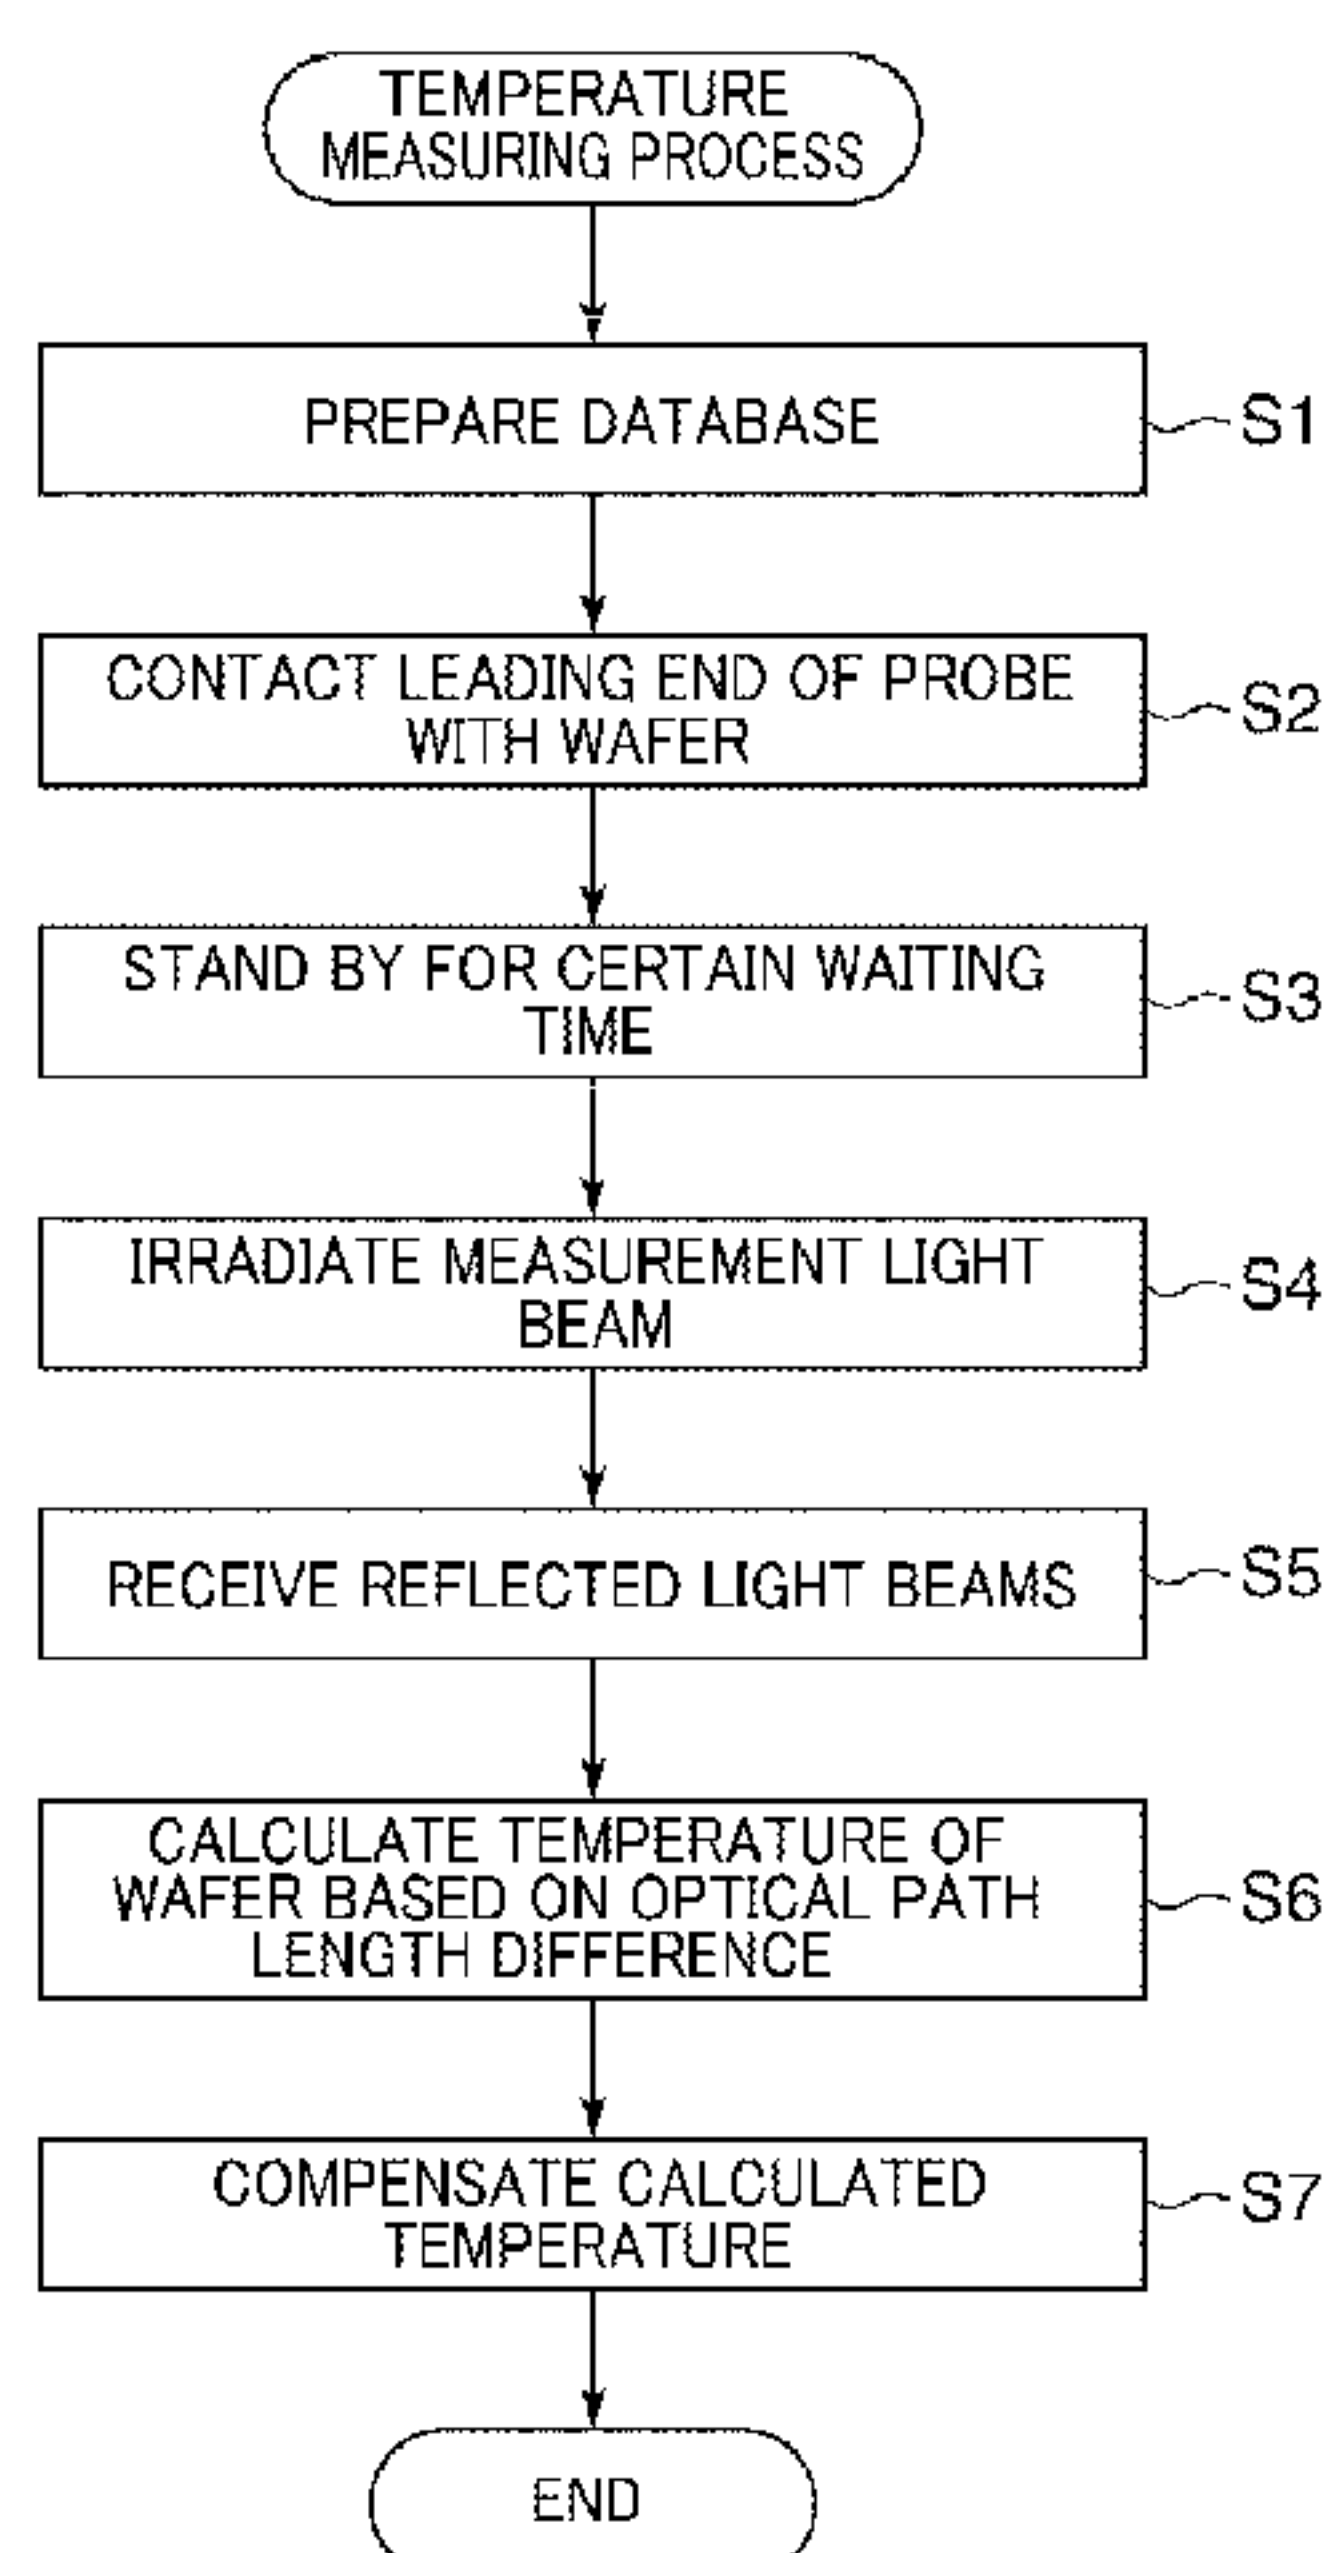 TEMPERATURE
MEASURING PROCESS
PREPARE DATABASE
S1
CONTACT LEADING END OF PROBE
WITH WAFER
S2
STAND BY FOR CERTAIN WAITING
TIME
S3
IRRADIATE MEASUREMENT LIGHT
BEAM
S4
RECEIVE REFLECTED LIGHT BEAMS
S5
CALCULATE TEMPERATURE OF
WAFER BASED ON OPTICAL PATH
LENGTH DIFFERENCE
S6
COMPENSATE CALCULATED
TEMPERATURE
S7
END